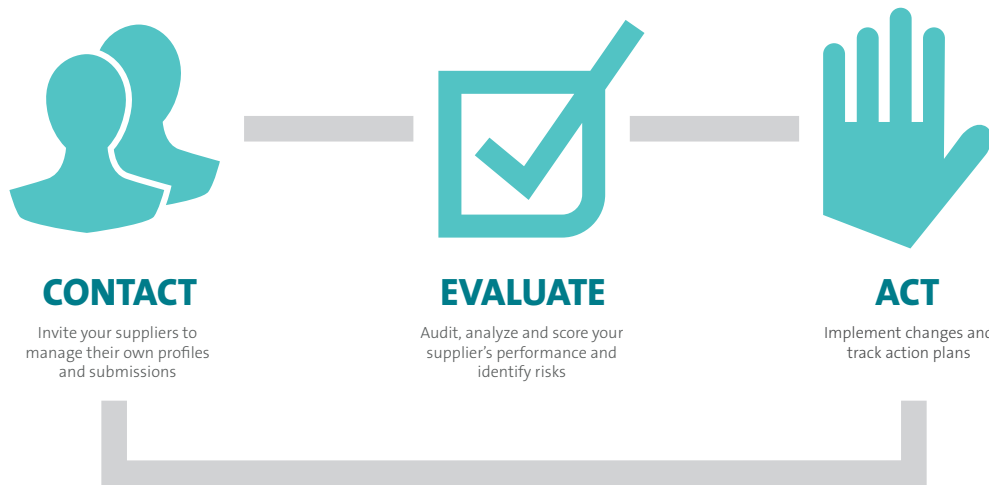 CONTACT
Invite your suppliers to
manage their own profiles
and submissions
EVALUATE
Audit, analyze and score your
supplier's performance and
identify risks
ACT
Implement changes and
track action plans